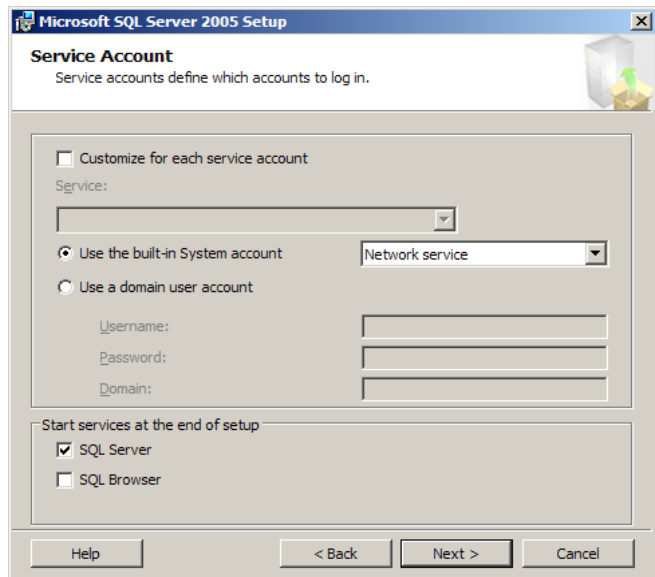 Microsoft SQL Server 2005 Setup
Service Account
Service accounts define which accounts to log in.
Customize for each service account
Service:
Use the built-in System account
Network service
Use a domain user account
Username:
Password:
Domain:
Start services at the end of setup
SQL Server
SQL Browser
Help
< Back
Next >
Cancel